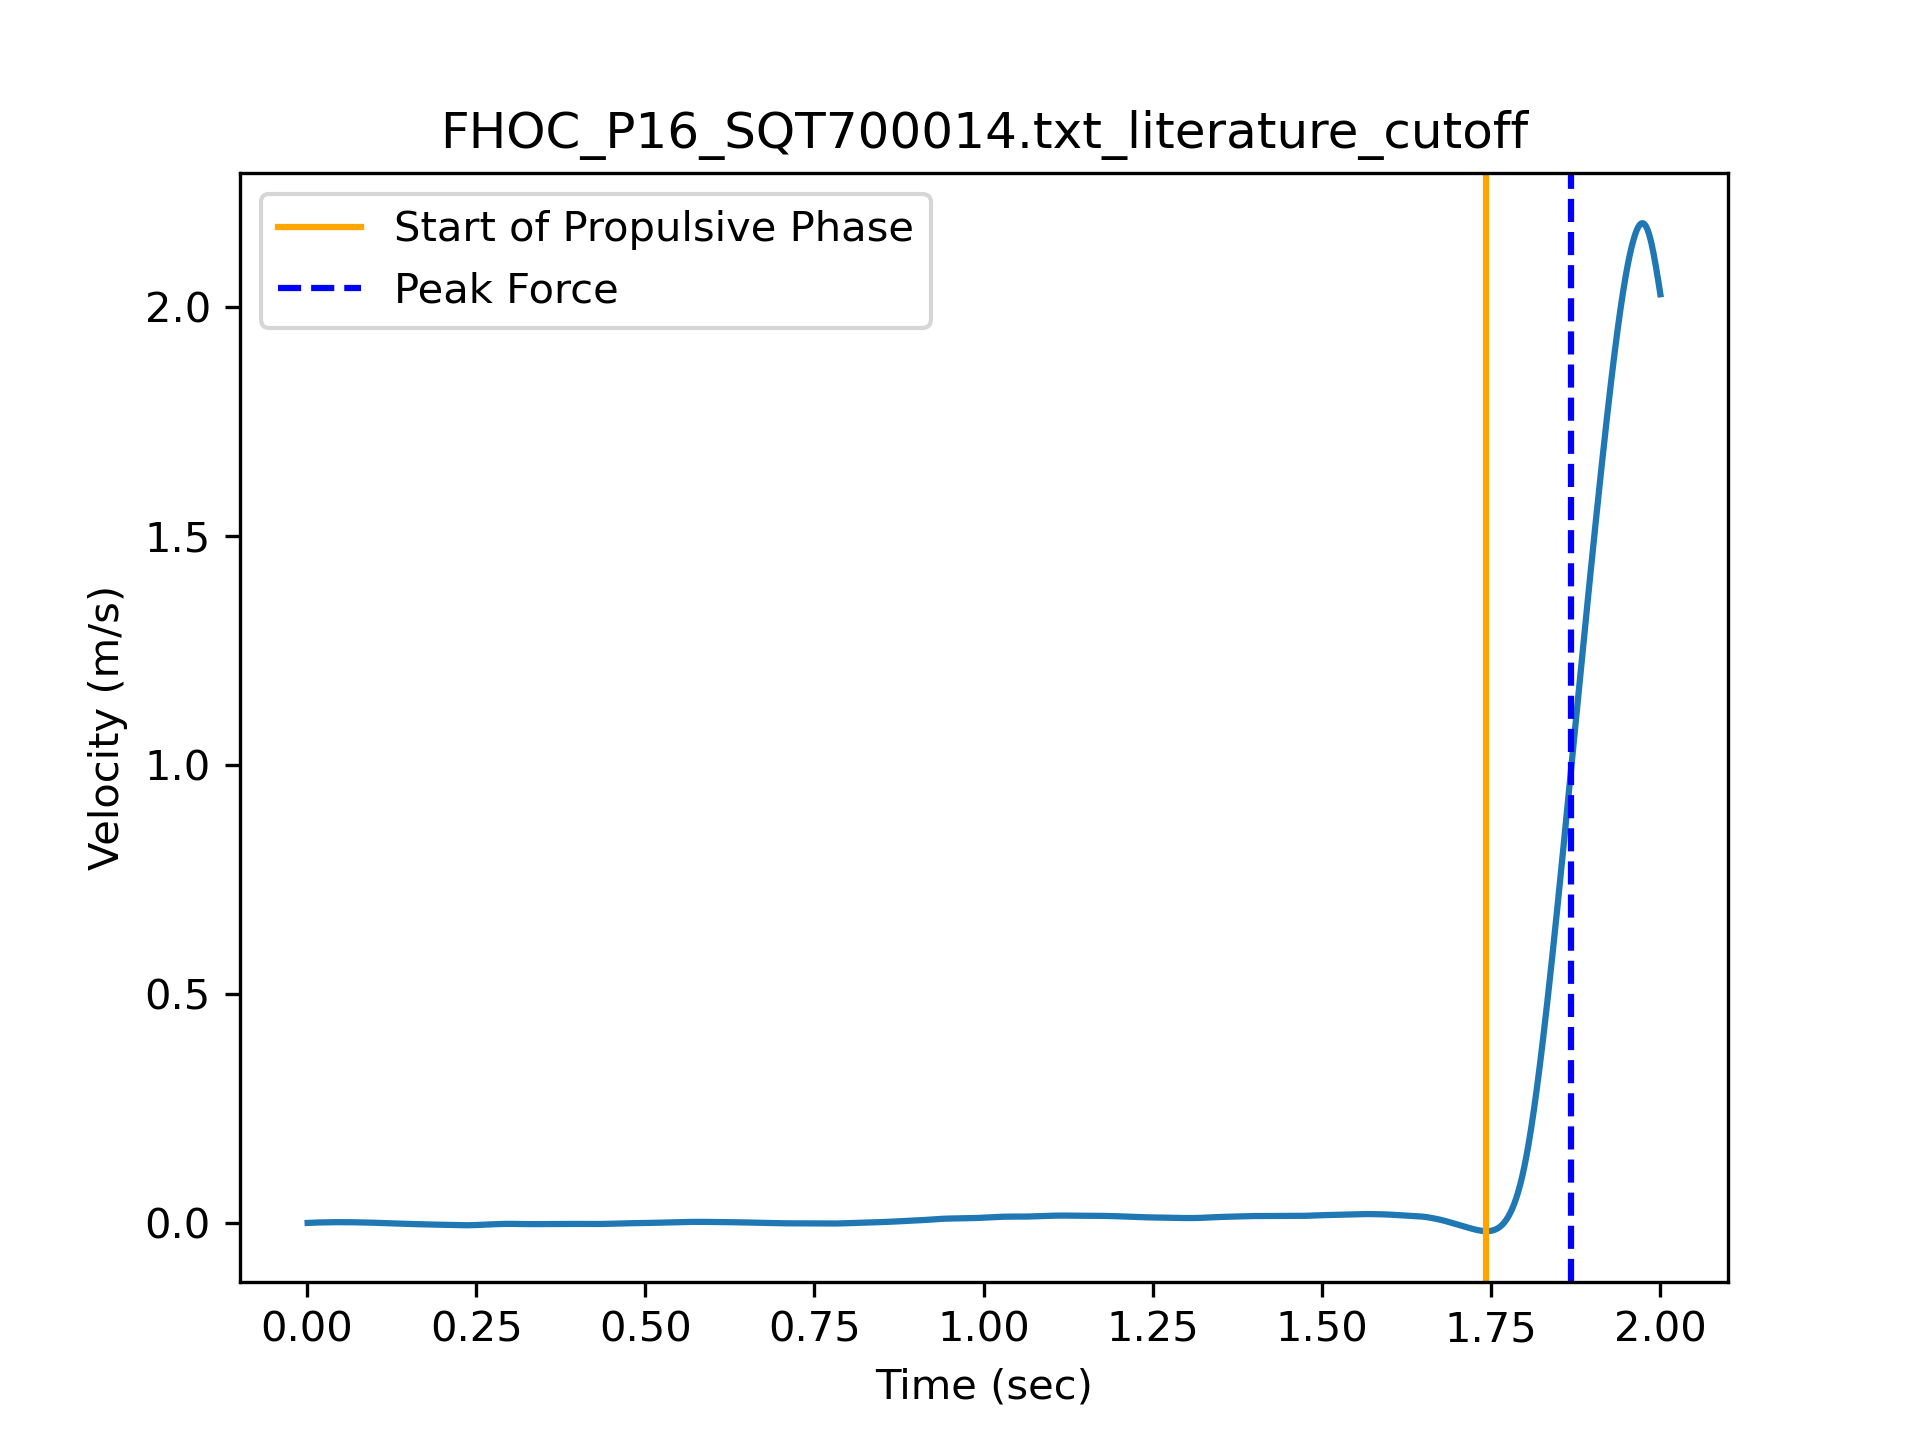 FHOC_P16_SQT700014.txt_literature_cutoff
Start of Propulsive Phase
Peak Force
Velocity (m/s)
2.0
1.5
1.0
0.5
0.0
0.00 0.25 0.50 0.75 1.00 1.25 1.50 1.75 2.00
Time (sec)